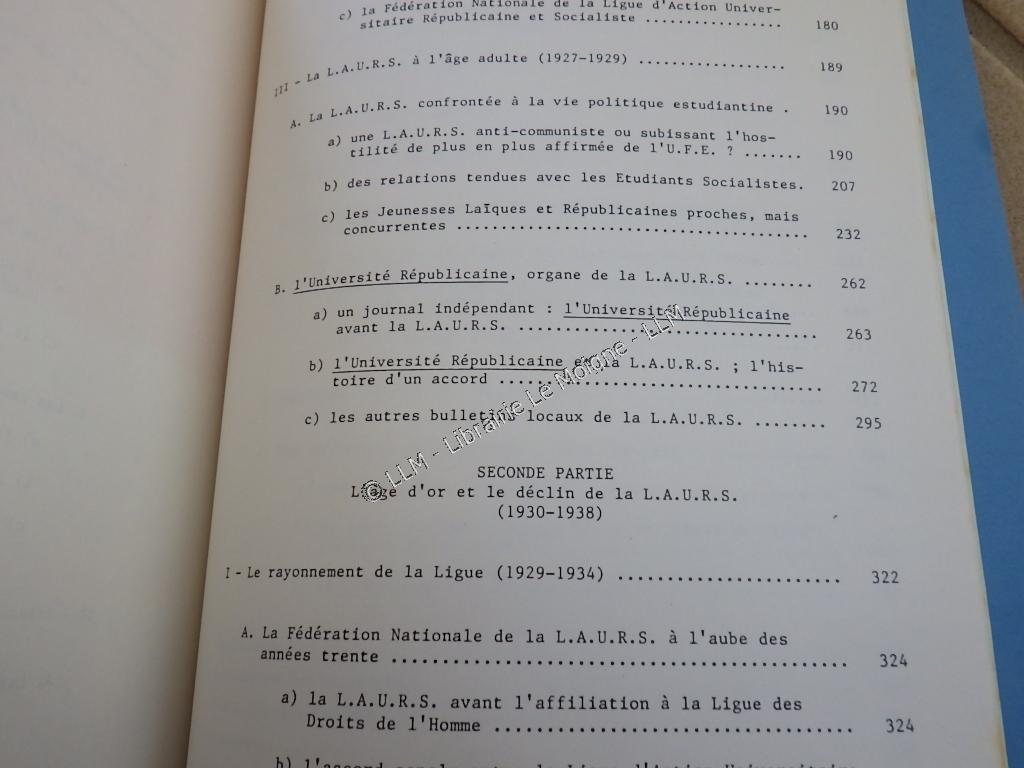 c) la Fédération Nationale de la Ligue d'Action Univer-
sitaire Républicaine et Socialiste ................ 180
III - La L.A.U.R.S. à l'âge adulte (1927-1929) ................. 189
A. La L.A.U.R.S. confrontée à la vie politique estudiantine . 190
a) une L.A.U.R.S. anti-communiste ou subissant l'hos-
tilité de plus en plus affirmée de l'U.F.E. ? ....... 190
b) des relations tendues avec les Etudiants Socialistes. 207
c) les Jeunesses Laïques et Républicaines proches, mais
concurrentes ........................................ 232
B. l'Université Républicaine, organe de la L.A.U.R.S. ........ 262
a) un journal indépendant : l'Université Républicaine
avant la L.A.U.R.S. ................................. 263
b) l'Université Républicaine et la L.A.U.R.S. ; l'his-
toire d'un accord ................................... 272
c) les autres bulletins locaux de la L.A.U.R.S. ........ 295
© LLM - Librairie Le Moigne - LLM
SECONDE PARTIE
L'âge d'or et le déclin de la L.A.U.R.S.
(1930-1938)
I - Le rayonnement de la Ligue (1929-1934) ....................... 322
A. La Fédération Nationale de la L.A.U.R.S. à l'aube des
années trente ............................................. 324
a) la L.A.U.R.S. avant l'affiliation à la Ligue des
Droits de l'Homme ................................... 324
b) l'accord